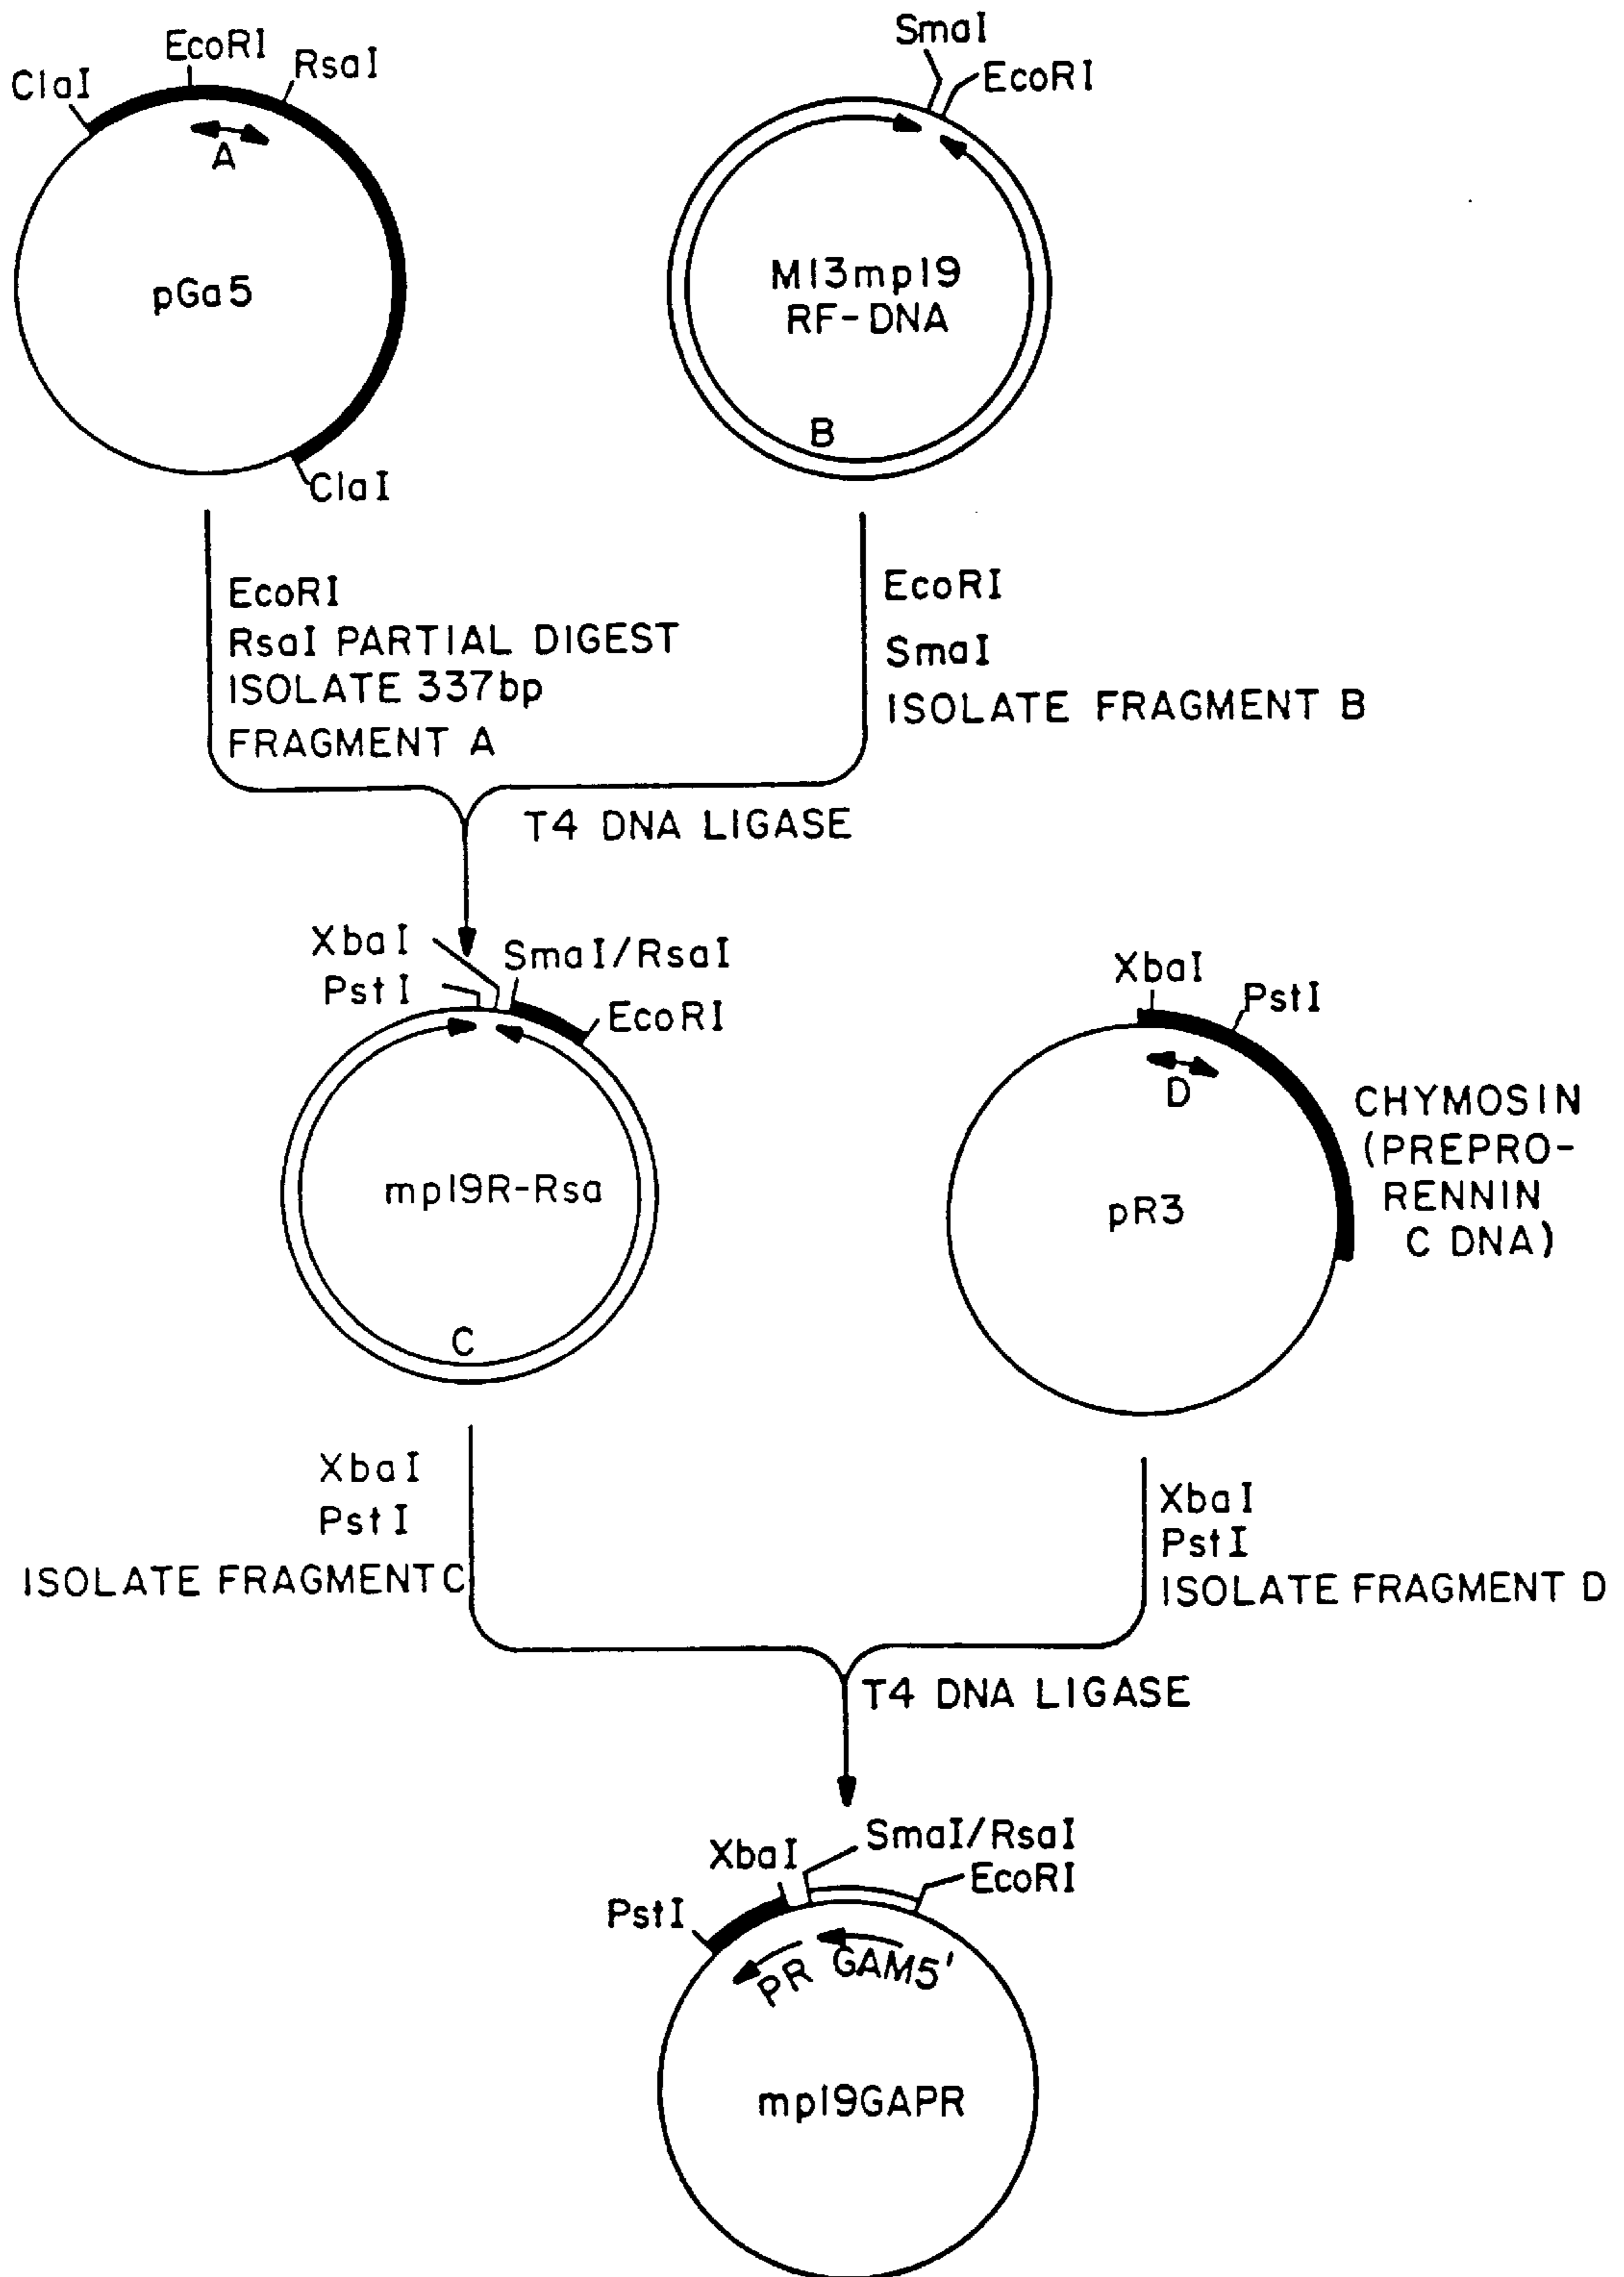 ClaI
EcoRI
RsaI
A
pGa5
ClaI
SmaI
EcoRI
M13mp19
RF-DNA
B
EcoRI
RsaI PARTIAL DIGEST
ISOLATE 337bp
FRAGMENT A
EcoRI
SmaI
ISOLATE FRAGMENT B
T4 DNA LIGASE
XbaI
PstI
SmaI/RsaI
EcoRI
mp19R-Rsa
C
XbaI
PstI
D
pR3
CHYMOSIN
(PREPRO-
RENNIN
C DNA)
XbaI
PstI
ISOLATE FRAGMENT C
XbaI
PstI
ISOLATE FRAGMENT D
T4 DNA LIGASE
PstI
XbaI
SmaI/RsaI
EcoRI
PR
GAM5'
mp19GAPR